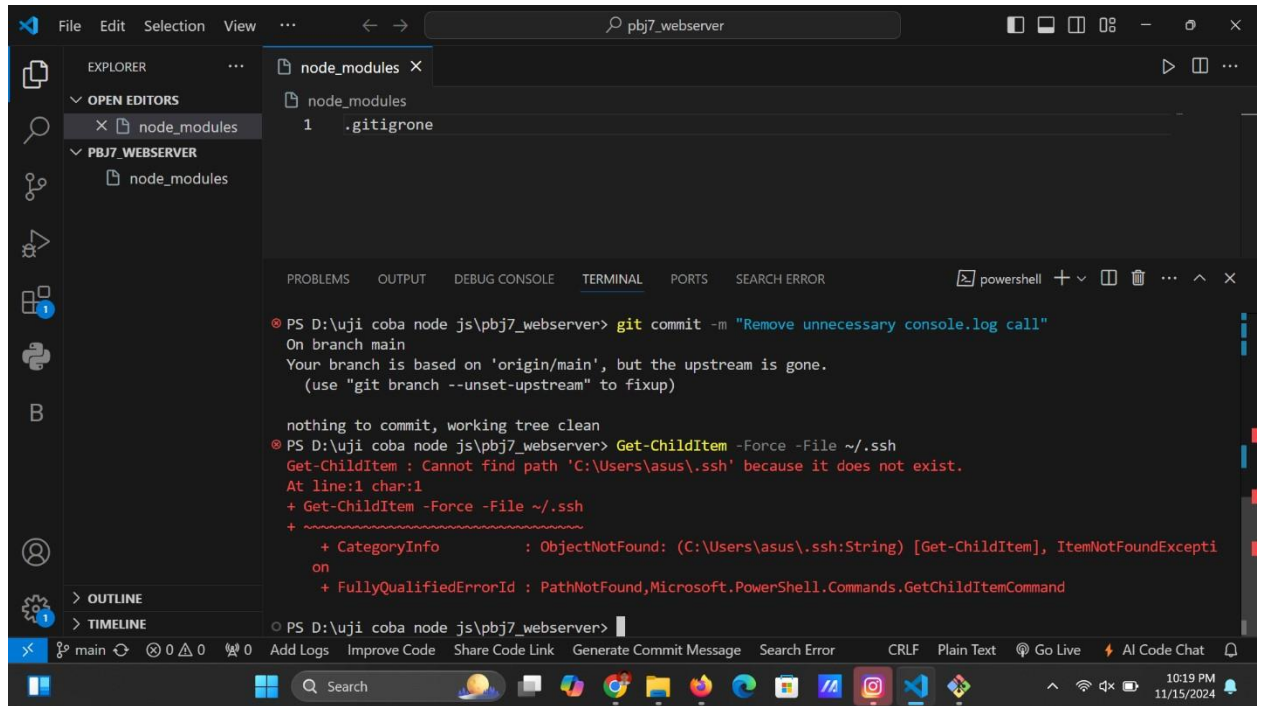 File Edit Selection View ... pbj7_webserver
EXPLORER ...
OPEN EDITORS
node_modules
PBJ7_WEBSERVER
node_modules
OUTLINE
TIMELINE
node_modules
node_modules
1 .gitigrone
PROBLEMS OUTPUT DEBUG CONSOLE TERMINAL PORTS SEARCH ERROR powershell
PS D:\uji coba node js\pbj7_webserver> git commit -m "Remove unnecessary console.log call"
On branch main
Your branch is based on 'origin/main', but the upstream is gone.
(use "git branch --unset-upstream" to fixup)
nothing to commit, working tree clean
PS D:\uji coba node js\pbj7_webserver> Get-ChildItem -Force -File ~/.ssh
Get-ChildItem : Cannot find path 'C:\Users\asus\.ssh' because it does not exist.
At line:1 char:1
+ Get-ChildItem -Force -File ~/.ssh
+ ~~~~~~~~~~~~~~~~~~~~~~~~~~~~~~~~~
+ CategoryInfo : ObjectNotFound: (C:\Users\asus\.ssh:String) [Get-ChildItem], ItemNotFoundExcepti
on
+ FullyQualifiedErrorId : PathNotFound,Microsoft.PowerShell.Commands.GetChildItemCommand
PS D:\uji coba node js\pbj7_webserver>
1
B
1
main 0 0 0 Add Logs Improve Code Share Code Link Generate Commit Message Search Error CRLF Plain Text Go Live AI Code Chat
Search
10:19 PM
11/15/2024